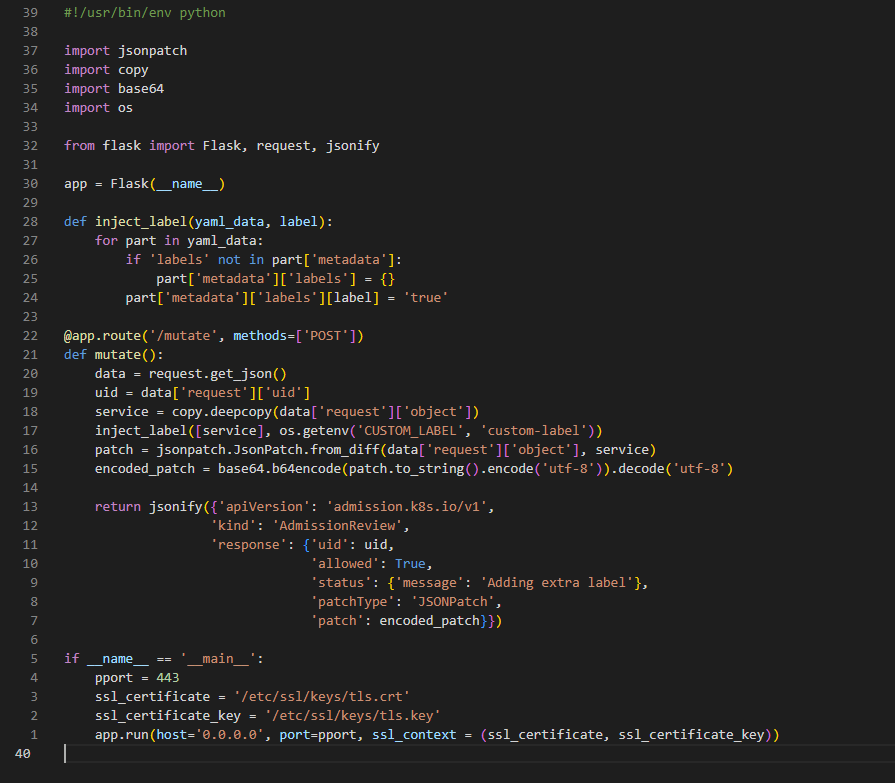 39 #!/usr/bin/env python
38
37 import jsonpatch
36 import copy
35 import base64
34 import os
33
32 from flask import Flask, request, jsonify
31
30 app = Flask(__name__)
29
28 def inject_label(yaml_data, label):
27     for part in yaml_data:
26         if 'labels' not in part['metadata']:
25             part['metadata']['labels'] = {}
24         part['metadata']['labels'][label] = 'true'
23
22 @app.route('/mutate', methods=['POST'])
21 def mutate():
20     data = request.get_json()
19     uid = data['request']['uid']
18     service = copy.deepcopy(data['request']['object'])
17     inject_label([service], os.getenv('CUSTOM_LABEL', 'custom-label'))
16     patch = jsonpatch.JsonPatch.from_diff(data['request']['object'], service)
15     encoded_patch = base64.b64encode(patch.to_string().encode('utf-8')).decode('utf-8')
14
13     return jsonify({'apiVersion': 'admission.k8s.io/v1',
12                    'kind': 'AdmissionReview',
11                    'response': {'uid': uid,
10                                 'allowed': True,
9                                 'status': {'message': 'Adding extra label'},
8                                 'patchType': 'JSONPatch',
7                                 'patch': encoded_patch}})
6
5 if __name__ == '__main__':
4     pport = 443
3     ssl_certificate = '/etc/ssl/keys/tls.crt'
2     ssl_certificate_key = '/etc/ssl/keys/tls.key'
1     app.run(host='0.0.0.0', port=pport, ssl_context = (ssl_certificate, ssl_certificate_key))
40